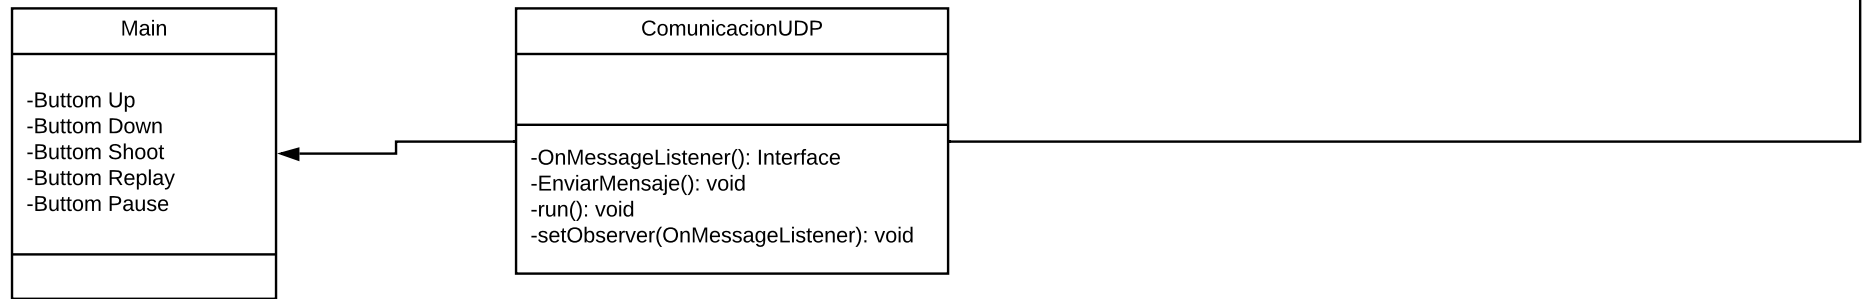 Main
-Buttom Up
-Buttom Down
-Buttom Shoot
-Buttom Replay
-Buttom Pause
ComunicacionUDP
-OnMessageListener(): Interface
-EnviarMensaje(): void
-run(): void
-setObserver(OnMessageListener): void